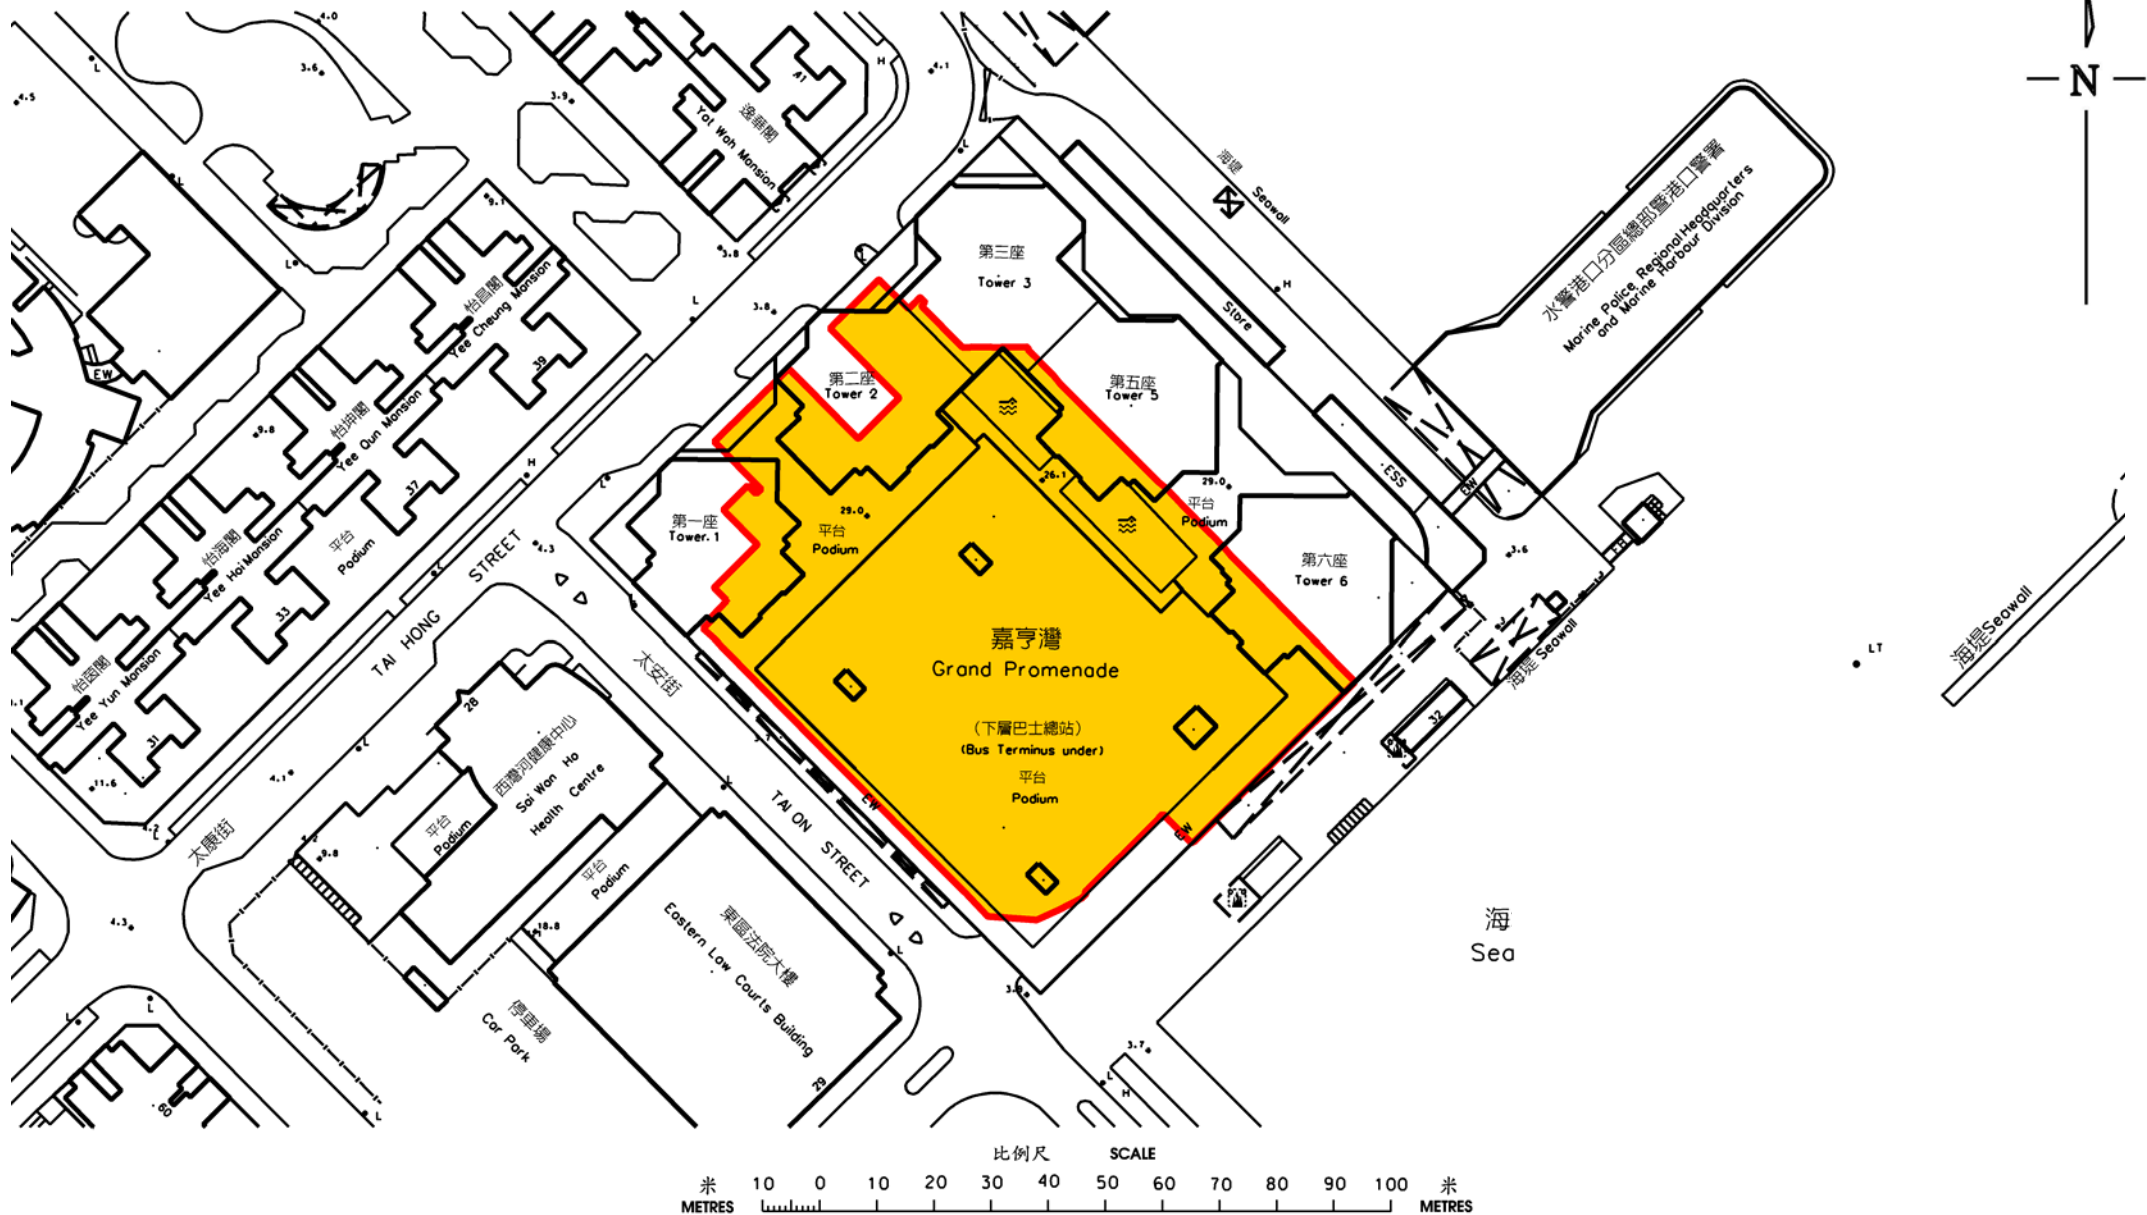 N
4.0
3.6
4.5
L
3.9
A1
逸華閣
Yat Wah Mansion
H
4.1
L
海堤
Seawall
水警港口分區總部暨港口警署
Marine Police Regional Headquarters
and Marine Harbour Division
L
9.1
3.8
第三座
Tower 3
H
Store
怡昌閣
Yee Cheung Mansion
39
L
3.8
EW
第二座
Tower 2
第五座
Tower 5
怡坤閣
Yee Qun Mansion
9.8
37
H
L
26.1
29.0
平台
Podium
ESS
EW
第一座
Tower 1
29.0
平台
Podium
第六座
Tower 6
3.6
怡海閣
Yee Hoi Mansion
33
平台
Podium
4.3
TAI HONG STREET
太安街
嘉亨灣
Grand Promenade
(下層巴士總站)
(Bus Terminus under)
平台
Podium
EW
EW
海堤 Seawall
海堤 Seawall
LT
32
怡茵閣
Yee Yun Mansion
31
11.6
4.1
4.2
太康街
28
西灣河健康中心
Sai Wan Ho
Health Centre
平台
Podium
9.8
平台
Podium
18.8
TAI ON STREET
東區法院大樓
Eastern Law Courts Building
29
停車場
Car Park
4.3
60
L
3.7
H
海
Sea
比例尺 SCALE
米 10 0 10 20 30 40 50 60 70 80 90 100 米
METRES METRES